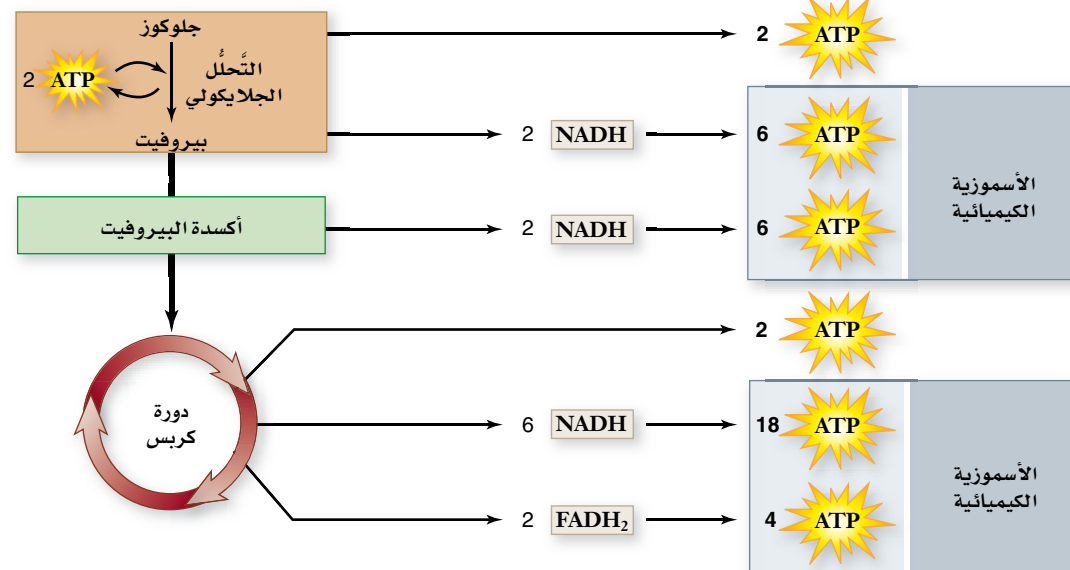 جلوكوز
2 ATP
التَّحلُّل
الجلايكولي
بيروفيت
2 ATP
2 NADH
6 ATP
أكسدة البيروفيت
2 NADH
6 ATP
الأسموزية
الكيميائية
دورة
كربس
2 ATP
6 NADH
18 ATP
2 FADH₂
4 ATP
الأسموزية
الكيميائية